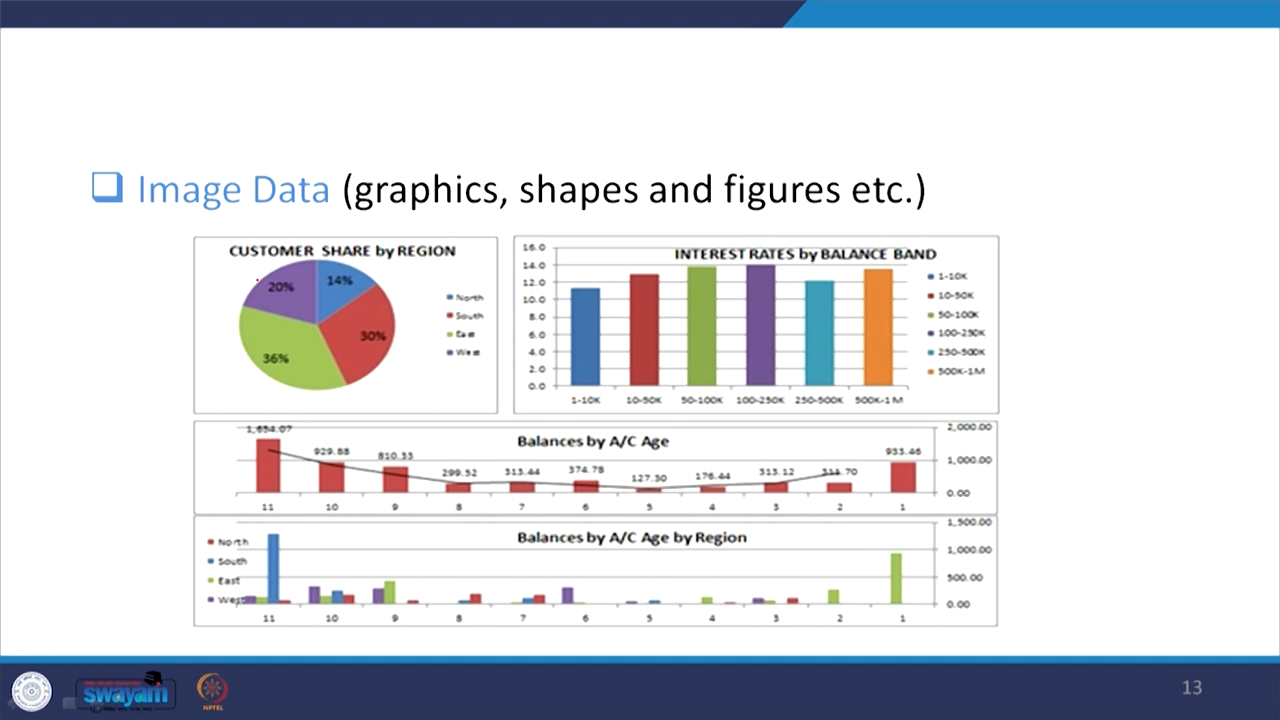 Image Data (graphics, shapes and figures etc.)
CUSTOMER SHARE by REGION
20%
14%
30%
36%
North
South
East
West
INTEREST RATES by BALANCE BAND
16.0
14.0
12.0
10.0
8.0
6.0
4.0
2.0
0.0
1-10K 10-50K 50-100K 100-250K 250-500K 500K-1M
1-10K
10-50K
50-100K
100-250K
250-500K
500K-1M
Balances by A/C Age
1,654.07 929.88 810.33 299.52 313.44 374.78 127.30 176.44 313.12 311.70 933.46
2,000.00
1,000.00
0.00
11 10 9 8 7 6 5 4 3 2 1
Balances by A/C Age by Region
North
South
East
West
1,500.00
1,000.00
500.00
0.00
11 10 9 8 7 6 5 4 3 2 1
swayam
NPTEL
13